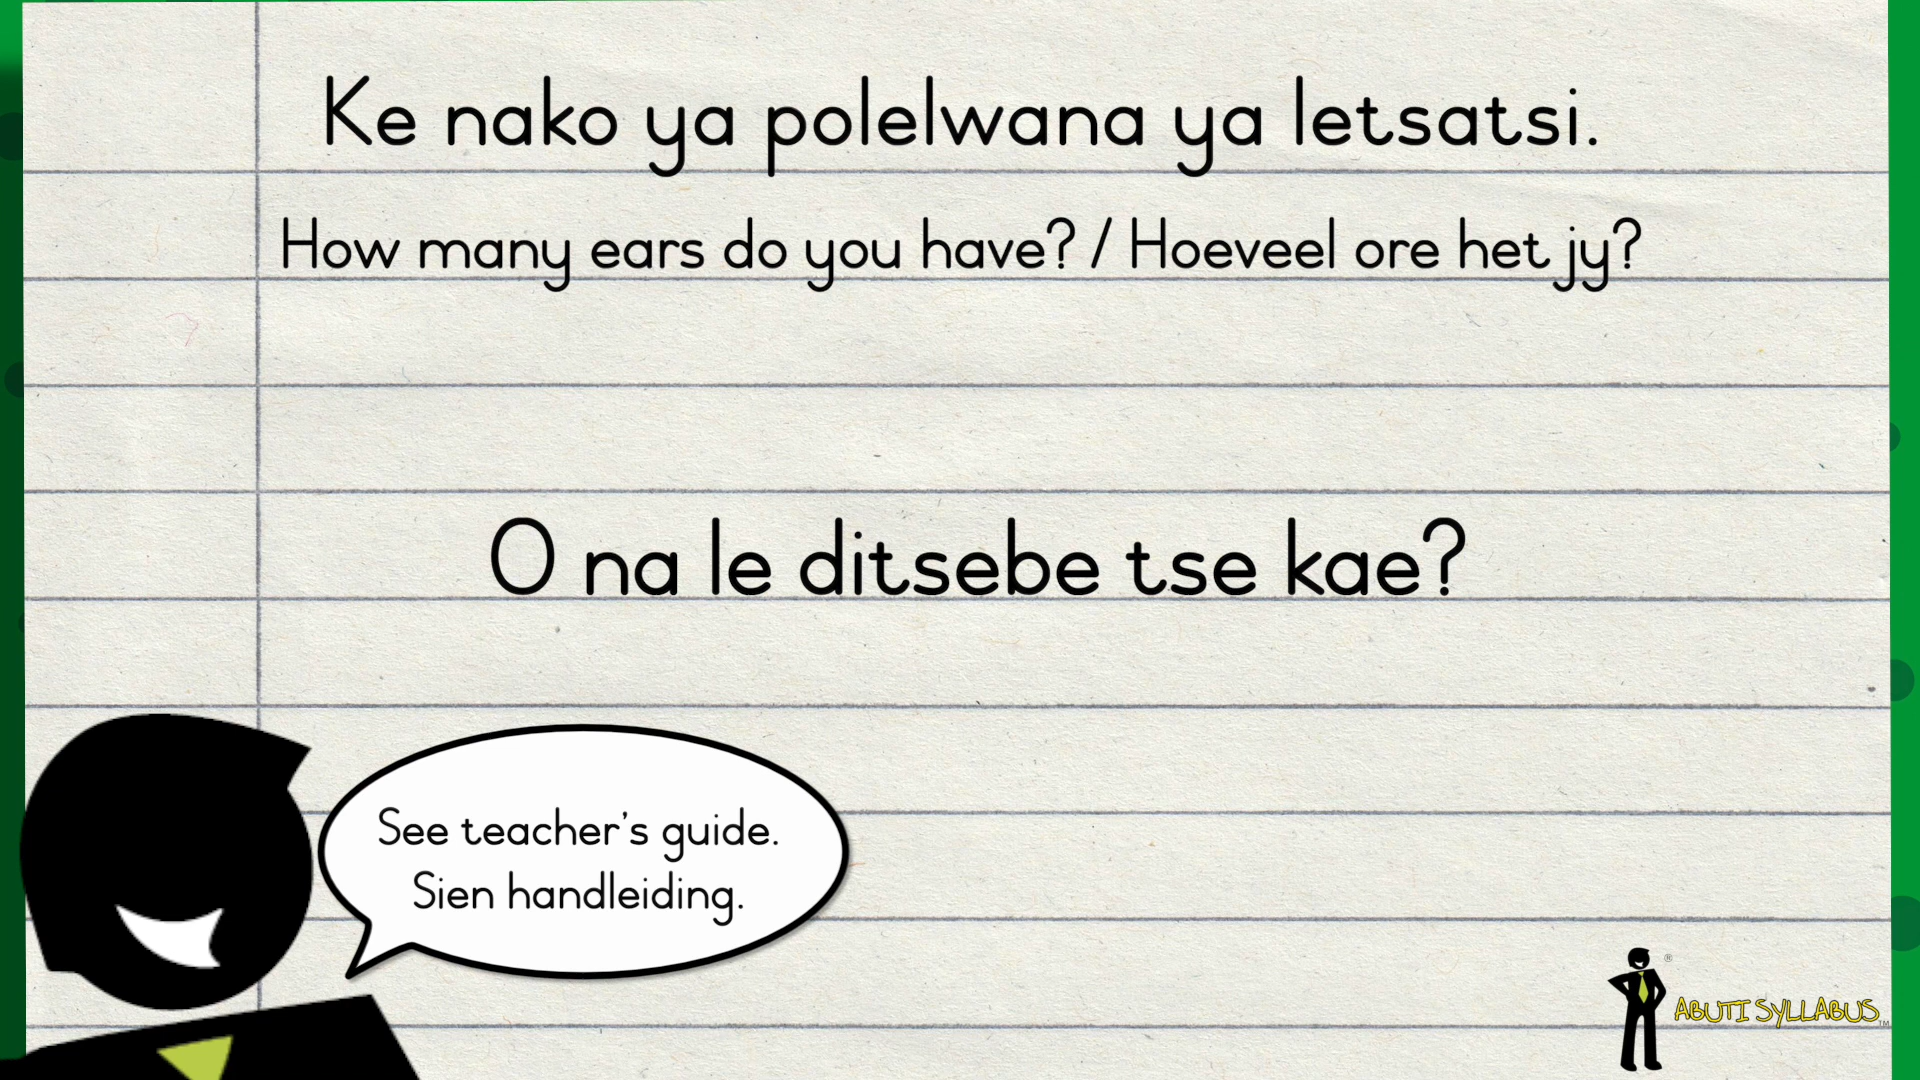 Ke nako ya polelwana ya letsatsi.
How many ears do you have? / Hoeveel ore het jy?
O na le ditsebe tse kae?
See teacher's guide.
Sien handleiding.
ABUTI SYLLABUS